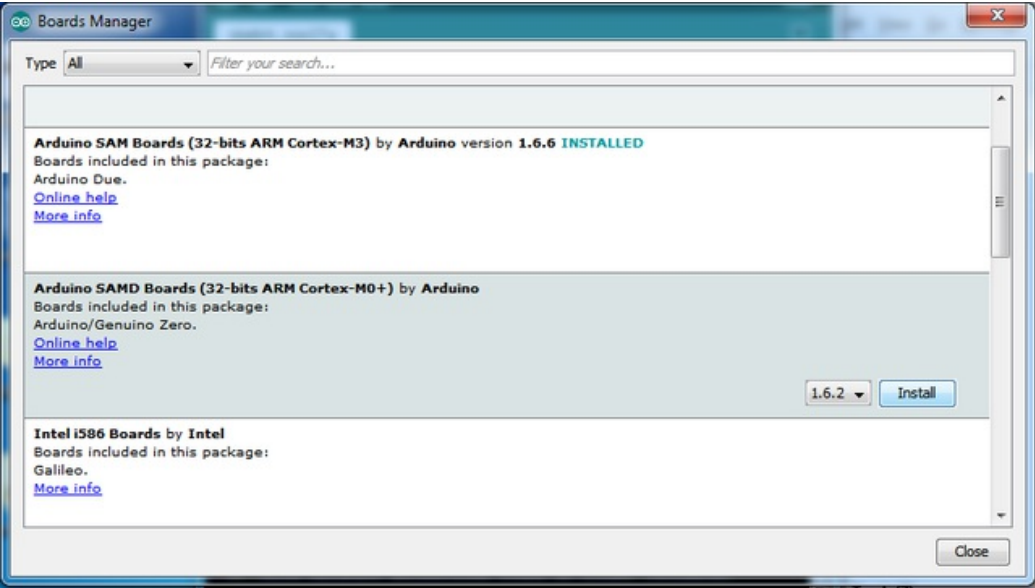 Boards Manager
Type All Filter your search...
Arduino SAM Boards (32-bits ARM Cortex-M3) by Arduino version 1.6.6 INSTALLED
Boards included in this package:
Arduino Due.
Online help
More info
Arduino SAMD Boards (32-bits ARM Cortex-M0+) by Arduino
Boards included in this package:
Arduino/Genuino Zero.
Online help
More info
1.6.2 Install
Intel i586 Boards by Intel
Boards included in this package:
Galileo.
More info
Close